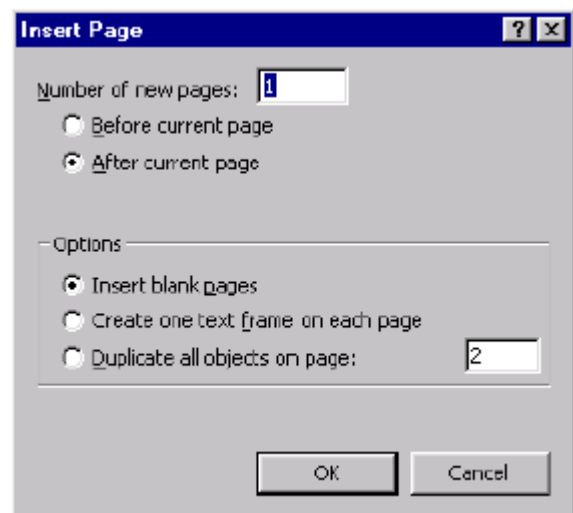 Insert Page
Number of new pages: 1
Before current page
After current page
Options
Insert blank pages
Create one text frame on each page
Duplicate all objects on page: 2
OK Cancel